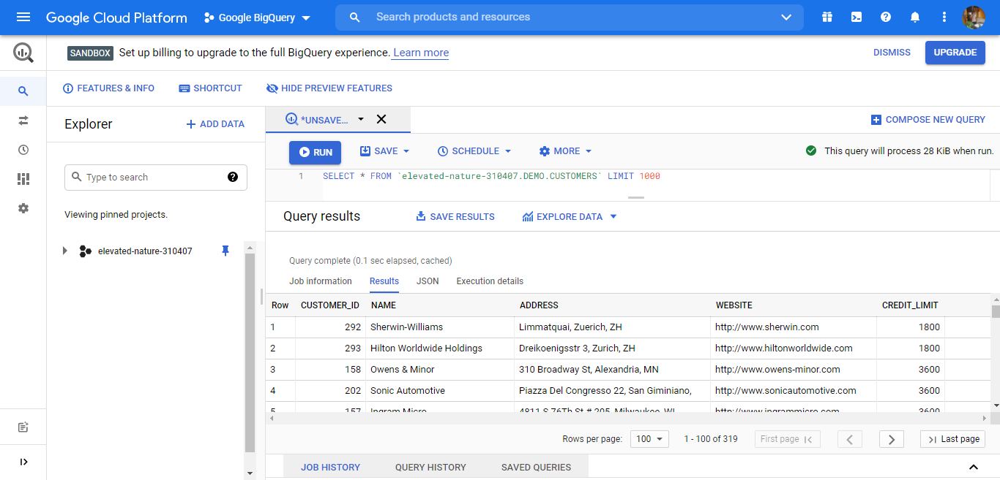 Google Cloud Platform Google BigQuery Search products and resources
SANDBOX Set up billing to upgrade to the full BigQuery experience. Learn more DISMISS UPGRADE
FEATURES & INFO SHORTCUT HIDE PREVIEW FEATURES
Explorer + ADD DATA
Type to search
Viewing pinned projects.
elevated-nature-310407
*UNSAVE... COMPOSE NEW QUERY
RUN SAVE SCHEDULE MORE This query will process 28 KiB when run.
1 SELECT * FROM `elevated-nature-310407.DEMO.CUSTOMERS` LIMIT 1000
Query results SAVE RESULTS EXPLORE DATA
Query complete (0.1 sec elapsed, cached)
Job information Results JSON Execution details
Row CUSTOMER_ID NAME ADDRESS WEBSITE CREDIT_LIMIT
1 292 Sherwin-Williams Limmatquai, Zuerich, ZH http://www.sherwin.com 1800
2 293 Hilton Worldwide Holdings Dreikoenigsstr 3, Zurich, ZH http://www.hiltonworldwide.com 1800
3 158 Owens & Minor 310 Broadway St, Alexandria, MN http://www.owens-minor.com 3600
4 202 Sonic Automotive Piazza Del Congresso 22, San Giminiano, http://www.sonicautomotive.com 3600
5 157 Ingram Micro 4811 S 76Th St # 205, Milwaukee, WI http://www.ingrammicro.com 3600
Rows per page: 100 1 - 100 of 319 First page Last page
JOB HISTORY QUERY HISTORY SAVED QUERIES